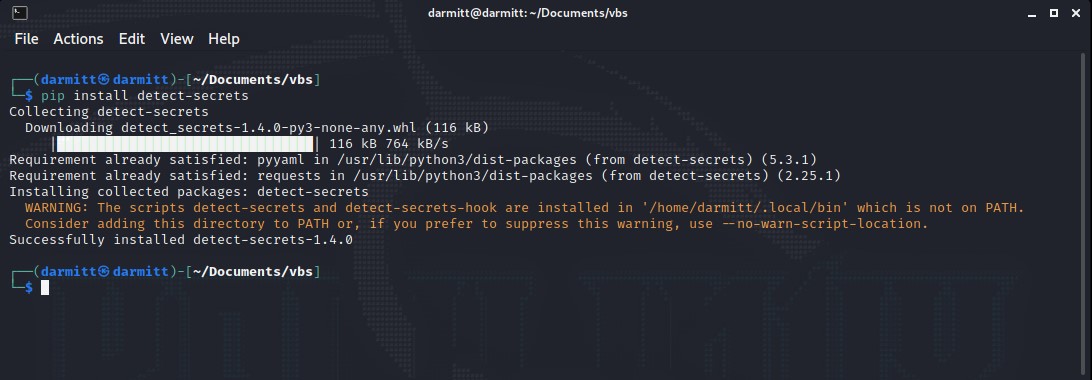 darmitt@darmitt: ~/Documents/vbs
File Actions Edit View Help
┌──(darmitt㉿darmitt)-[~/Documents/vbs]
└─$ pip install detect-secrets
Collecting detect-secrets
  Downloading detect_secrets-1.4.0-py3-none-any.whl (116 kB)
     |████████████████████████████████| 116 kB 764 kB/s
Requirement already satisfied: pyyaml in /usr/lib/python3/dist-packages (from detect-secrets) (5.3.1)
Requirement already satisfied: requests in /usr/lib/python3/dist-packages (from detect-secrets) (2.25.1)
Installing collected packages: detect-secrets
  WARNING: The scripts detect-secrets and detect-secrets-hook are installed in '/home/darmitt/.local/bin' which is not on PATH.
  Consider adding this directory to PATH or, if you prefer to suppress this warning, use --no-warn-script-location.
Successfully installed detect-secrets-1.4.0
┌──(darmitt㉿darmitt)-[~/Documents/vbs]
└─$